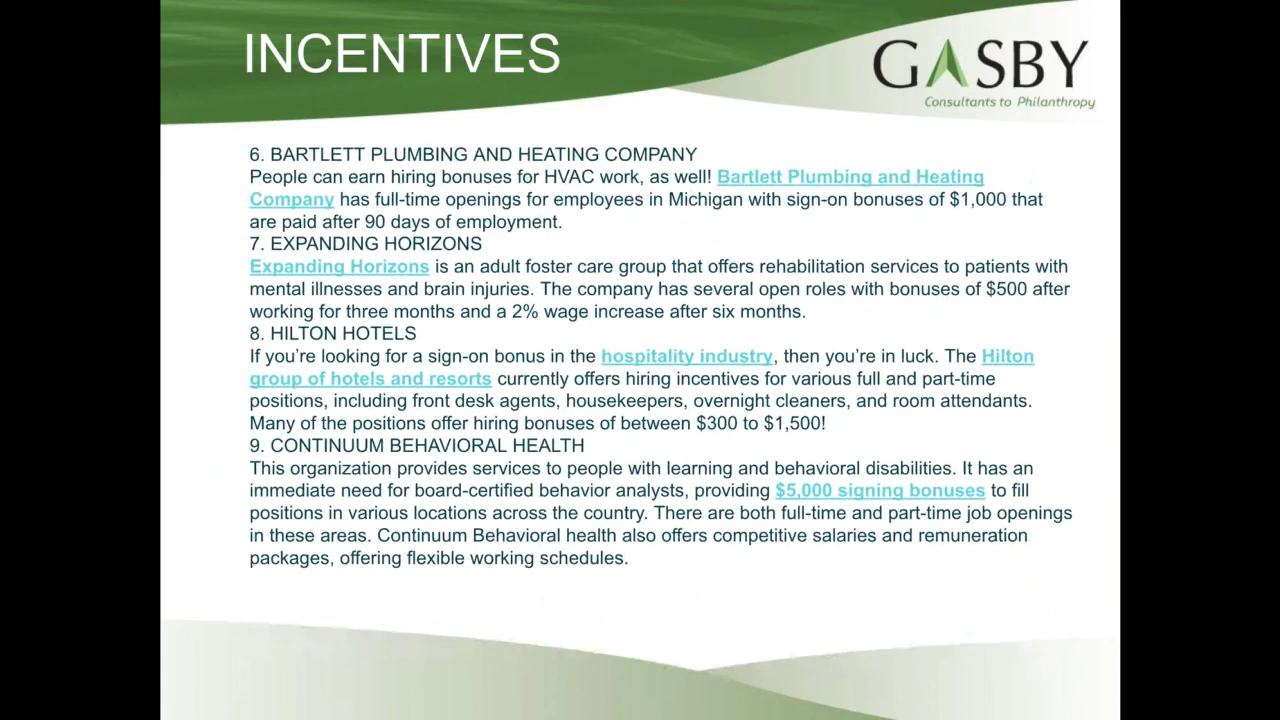 INCENTIVES
GASBY
Consultants to Philanthropy
6. BARTLETT PLUMBING AND HEATING COMPANY
People can earn hiring bonuses for HVAC work, as well! Bartlett Plumbing and Heating
Company has full-time openings for employees in Michigan with sign-on bonuses of $1,000 that
are paid after 90 days of employment.
7. EXPANDING HORIZONS
Expanding Horizons is an adult foster care group that offers rehabilitation services to patients with
mental illnesses and brain injuries. The company has several open roles with bonuses of $500 after
working for three months and a 2% wage increase after six months.
8. HILTON HOTELS
If you’re looking for a sign-on bonus in the hospitality industry, then you’re in luck. The Hilton
group of hotels and resorts currently offers hiring incentives for various full and part-time
positions, including front desk agents, housekeepers, overnight cleaners, and room attendants.
Many of the positions offer hiring bonuses of between $300 to $1,500!
9. CONTINUUM BEHAVIORAL HEALTH
This organization provides services to people with learning and behavioral disabilities. It has an
immediate need for board-certified behavior analysts, providing $5,000 signing bonuses to fill
positions in various locations across the country. There are both full-time and part-time job openings
in these areas. Continuum Behavioral health also offers competitive salaries and remuneration
packages, offering flexible working schedules.